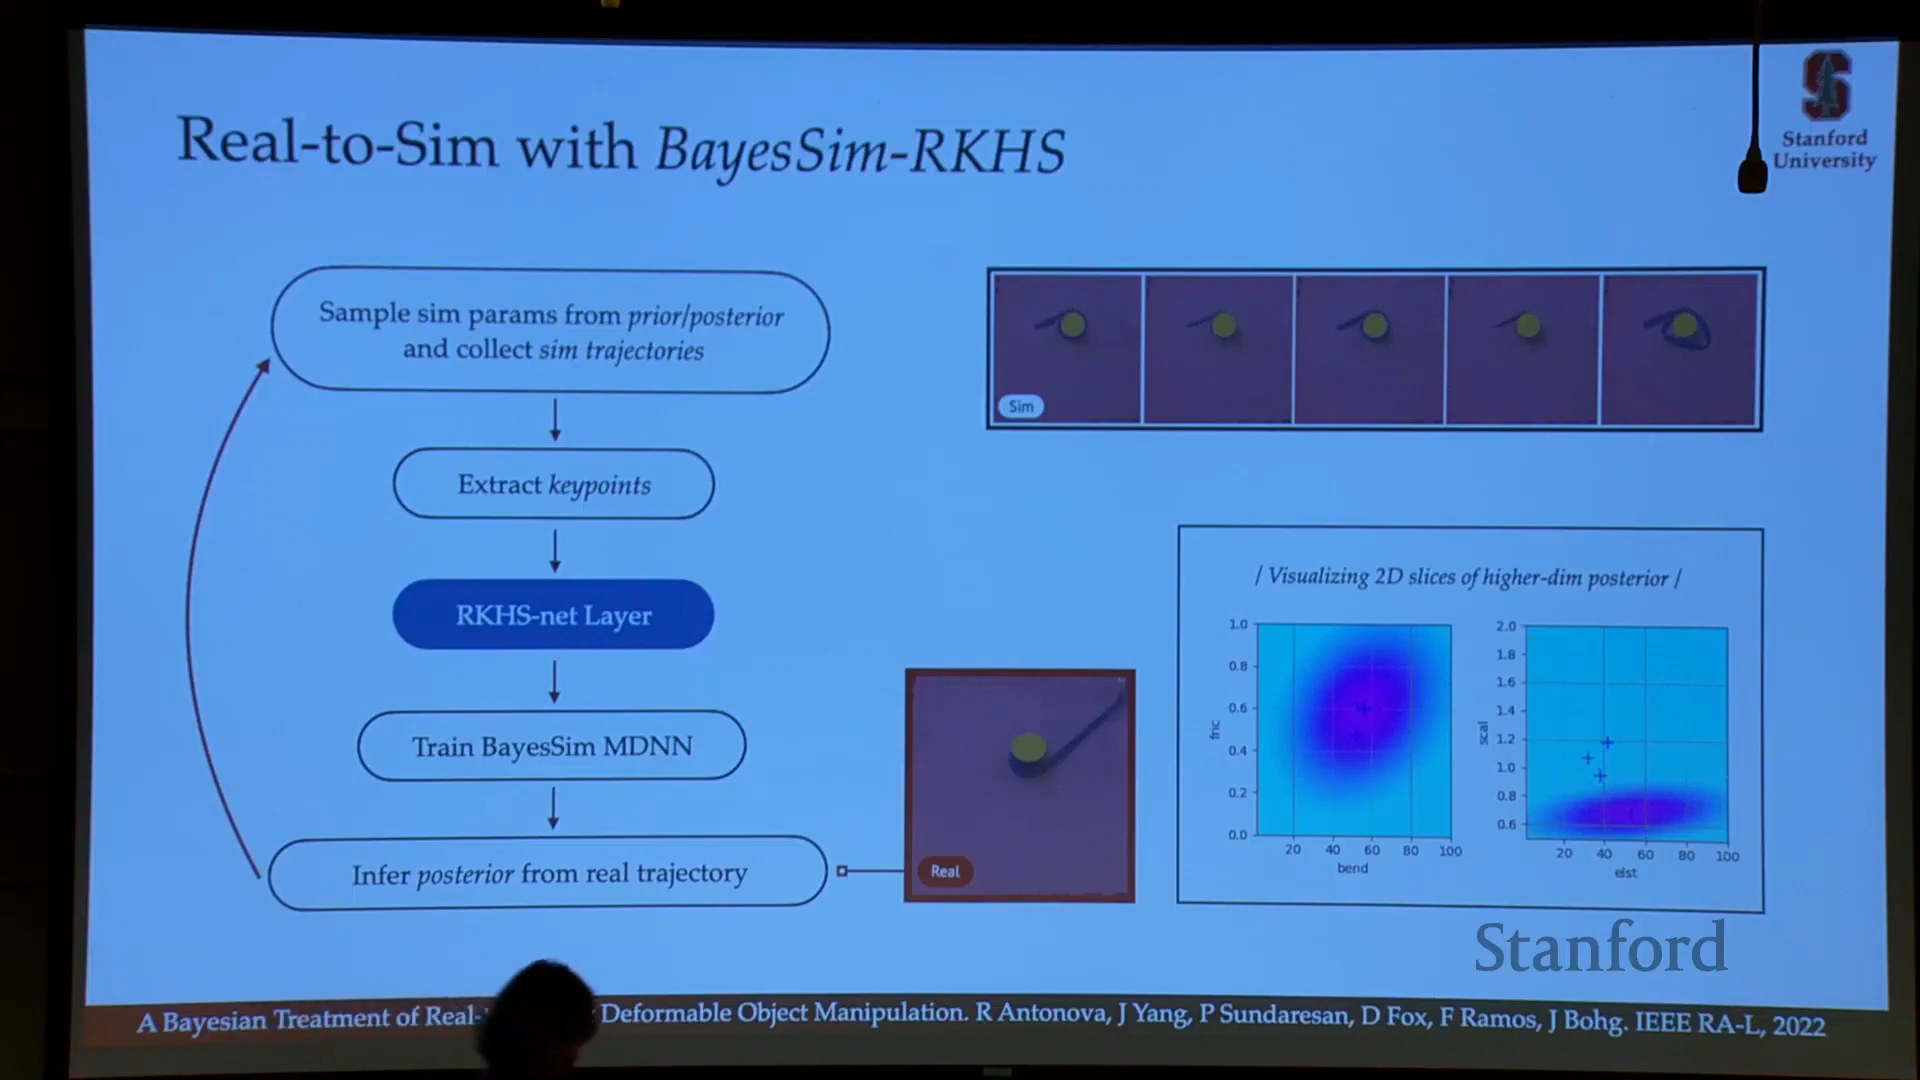 Real-to-Sim with BayesSim-RKHS
Stanford
University
Sample sim params from prior/posterior
and collect sim trajectories
Extract keypoints
RKHS-net Layer
Train BayesSim MDNN
Infer posterior from real trajectory
Sim
Real
/ Visualizing 2D slices of higher-dim posterior /
1.0
0.8
0.6
0.4
0.2
0.0
fric
20 40 60 80 100
bend
2.0
1.8
1.6
1.4
1.2
1.0
0.8
0.6
scal
20 40 60 80 100
elst
Stanford
A Bayesian Treatment of Real- Deformable Object Manipulation. R Antonova, J Yang, P Sundaresan, D Fox, F Ramos, J Bohg. IEEE RA-L, 2022